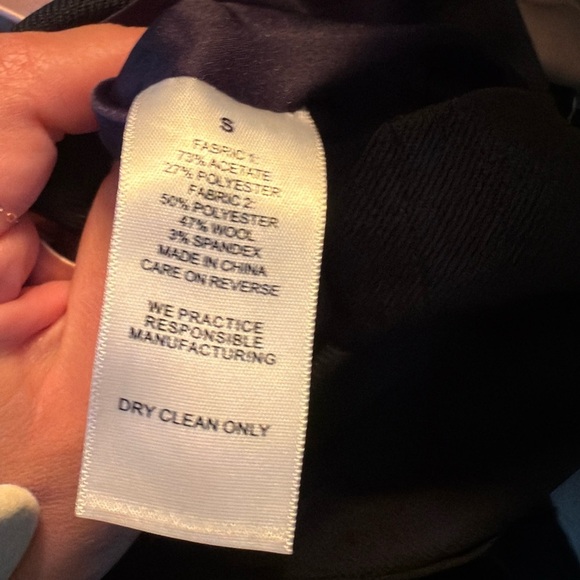 S
FABRIC 1:
73% ACETATE
27% POLYESTER
FABRIC 2:
50% POLYESTER
47% WOOL
3% SPANDEX
MADE IN CHINA
CARE ON REVERSE
WE PRACTICE
RESPONSIBLE
MANUFACTURING
DRY CLEAN ONLY